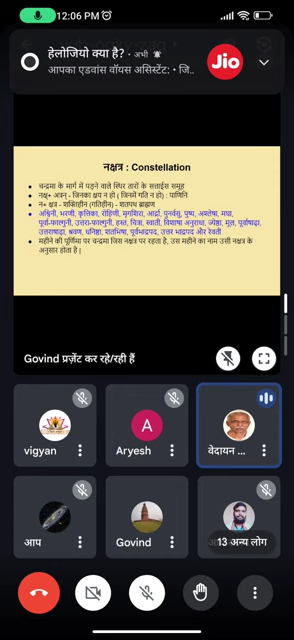 12:06 PM
हेलोजियो क्या है? • अभी
आपका एडवांस वॉयस असिस्टेंट: • जि..
Jio
नक्षत्र : Constellation
चन्द्रमा के मार्ग में पड़ने वाले स्थिर तारों के सत्ताईस समूह
नक्ष्+ अत्रन् - जिनका क्षय न हो ( जिनमें गति न हो) : पाणिनि
न+ क्षत्र - शक्तिहीन (गतिहीन) - शतपथ ब्राह्मण
अश्विनी, भरणी, कृतिका, रोहिणी, मृगशिरा, आर्द्रा, पुनर्वसु, पुष्य, अश्लेषा, मघा,
पूर्वा-फाल्गुनी, उत्तरा-फाल्गुनी, हस्त, चित्रा, स्वाती, विशाखा अनुराधा, ज्येष्ठा, मूल, पूर्वाषाढ़ा,
उत्तराषाढ़ा, श्रवण, धनिष्ठा, शतभिषा, पूर्वभाद्रपद, उत्तर भाद्रपद और रेवती
महीने की पूर्णिमा पर चन्द्रमा जिस नक्षत्र पर रहता है, उस महीने का नाम उसी नक्षत्र के
अनुसार होता है |
Govind प्रज़ेंट कर रहे/रही हैं
vigyan
A
Aryesh
वेदायन ...
आप
Govind
13 अन्य लोग